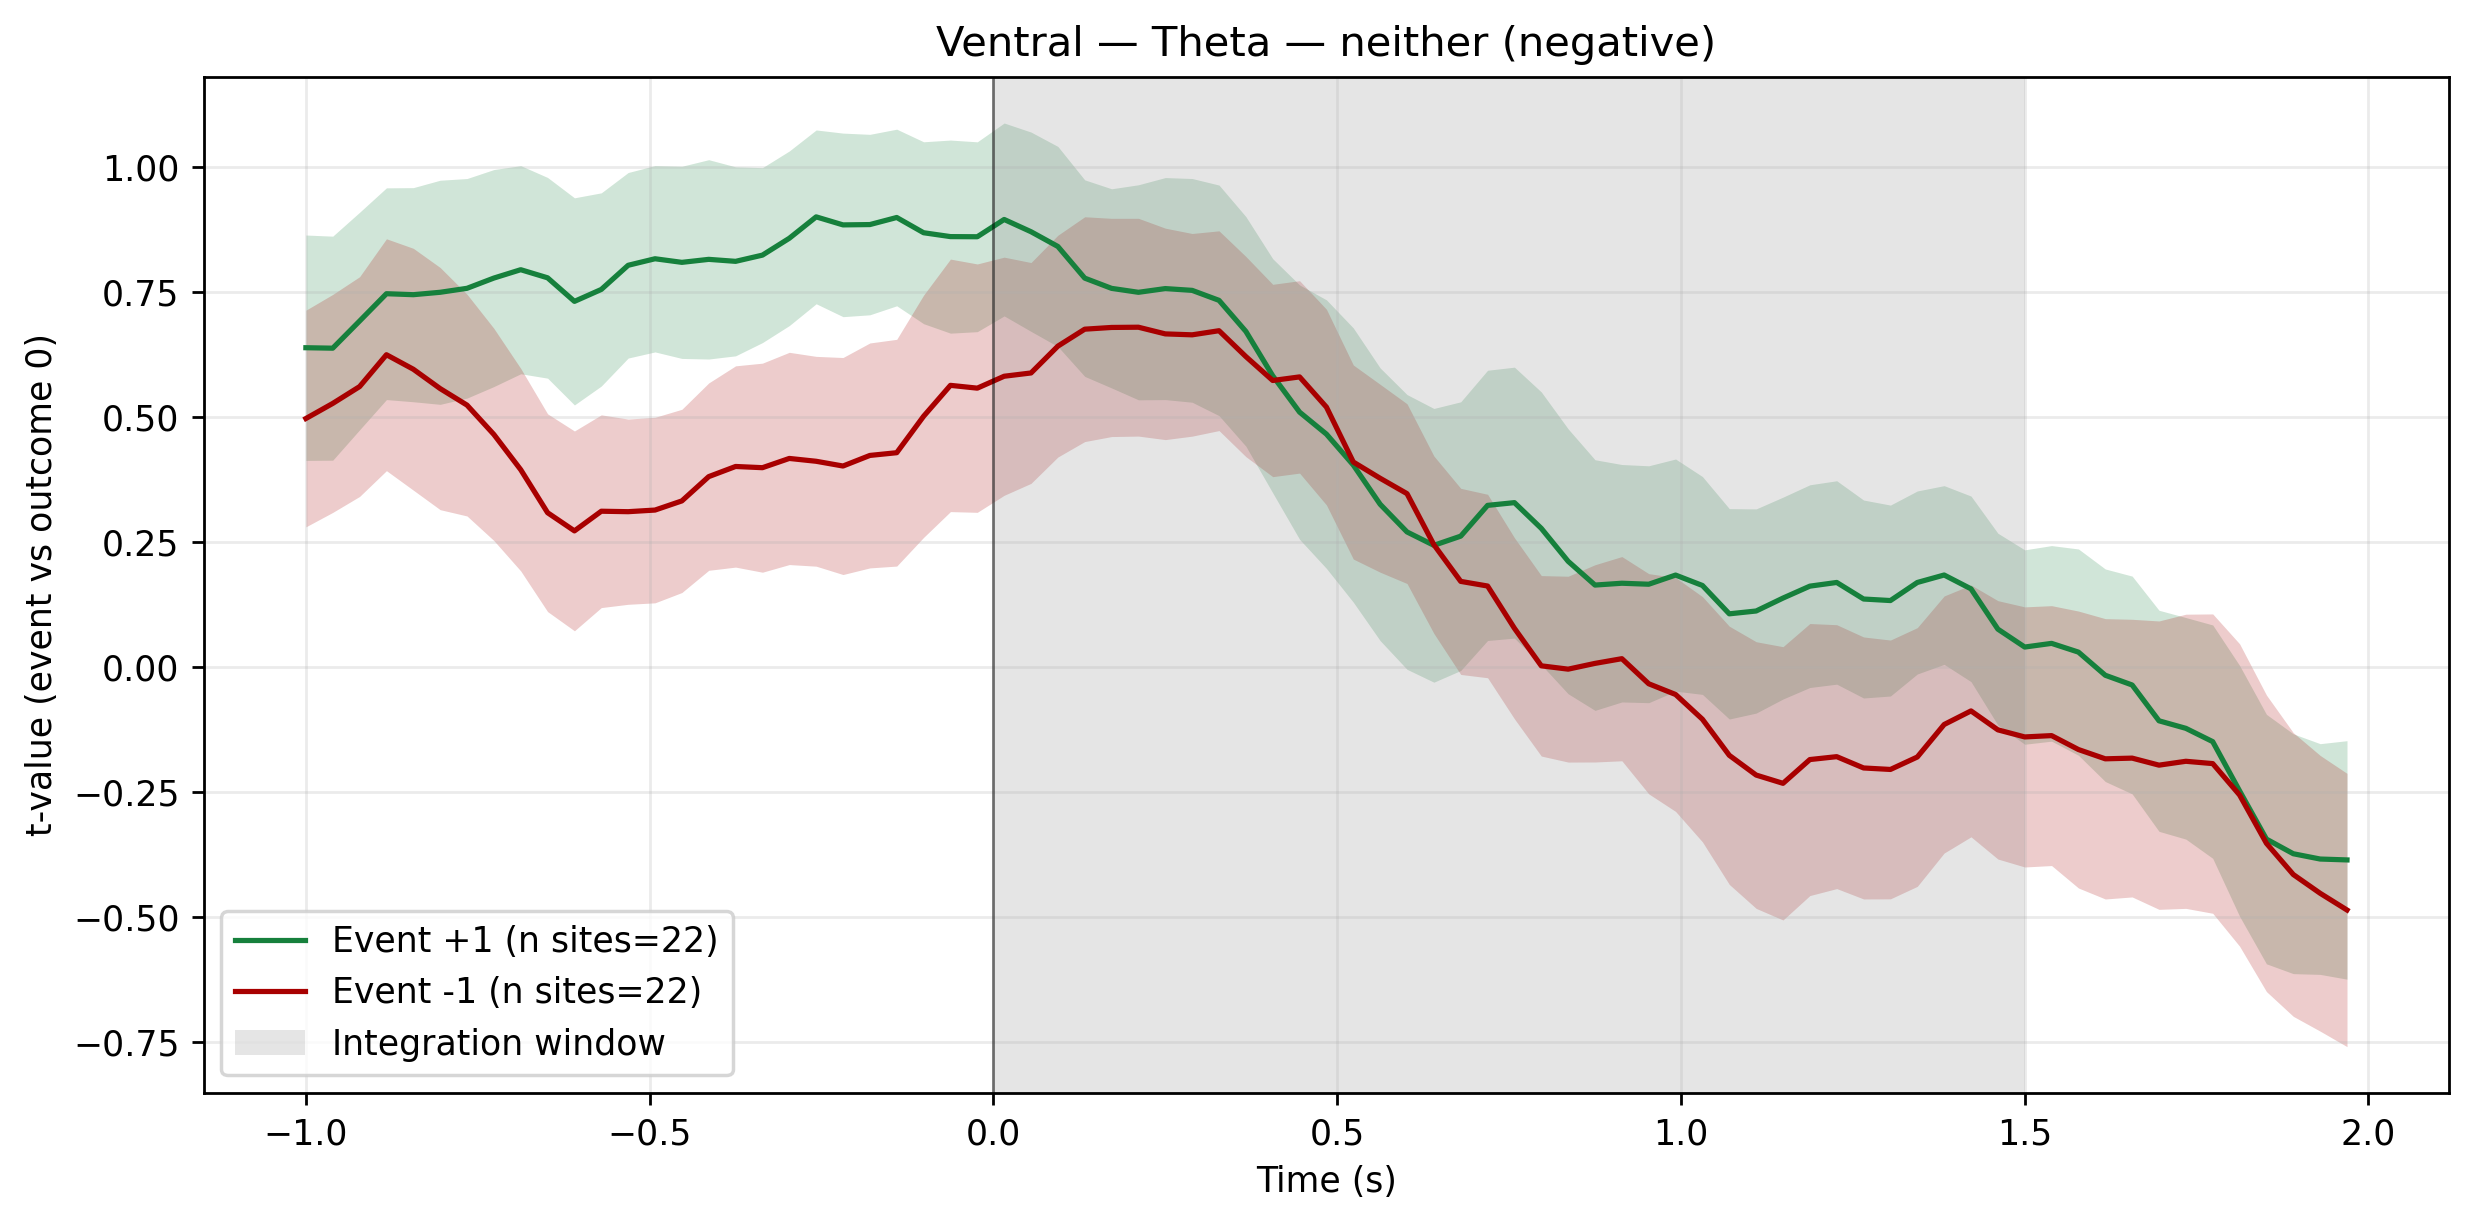 Ventral — Theta — neither (negative)
t-value (event vs outcome 0)
1.00
0.75
0.50
0.25
0.00
−0.25
−0.50
−0.75
Event +1 (n sites=22)
Event -1 (n sites=22)
Integration window
−1.0
−0.5
0.0
0.5
1.0
1.5
2.0
Time (s)